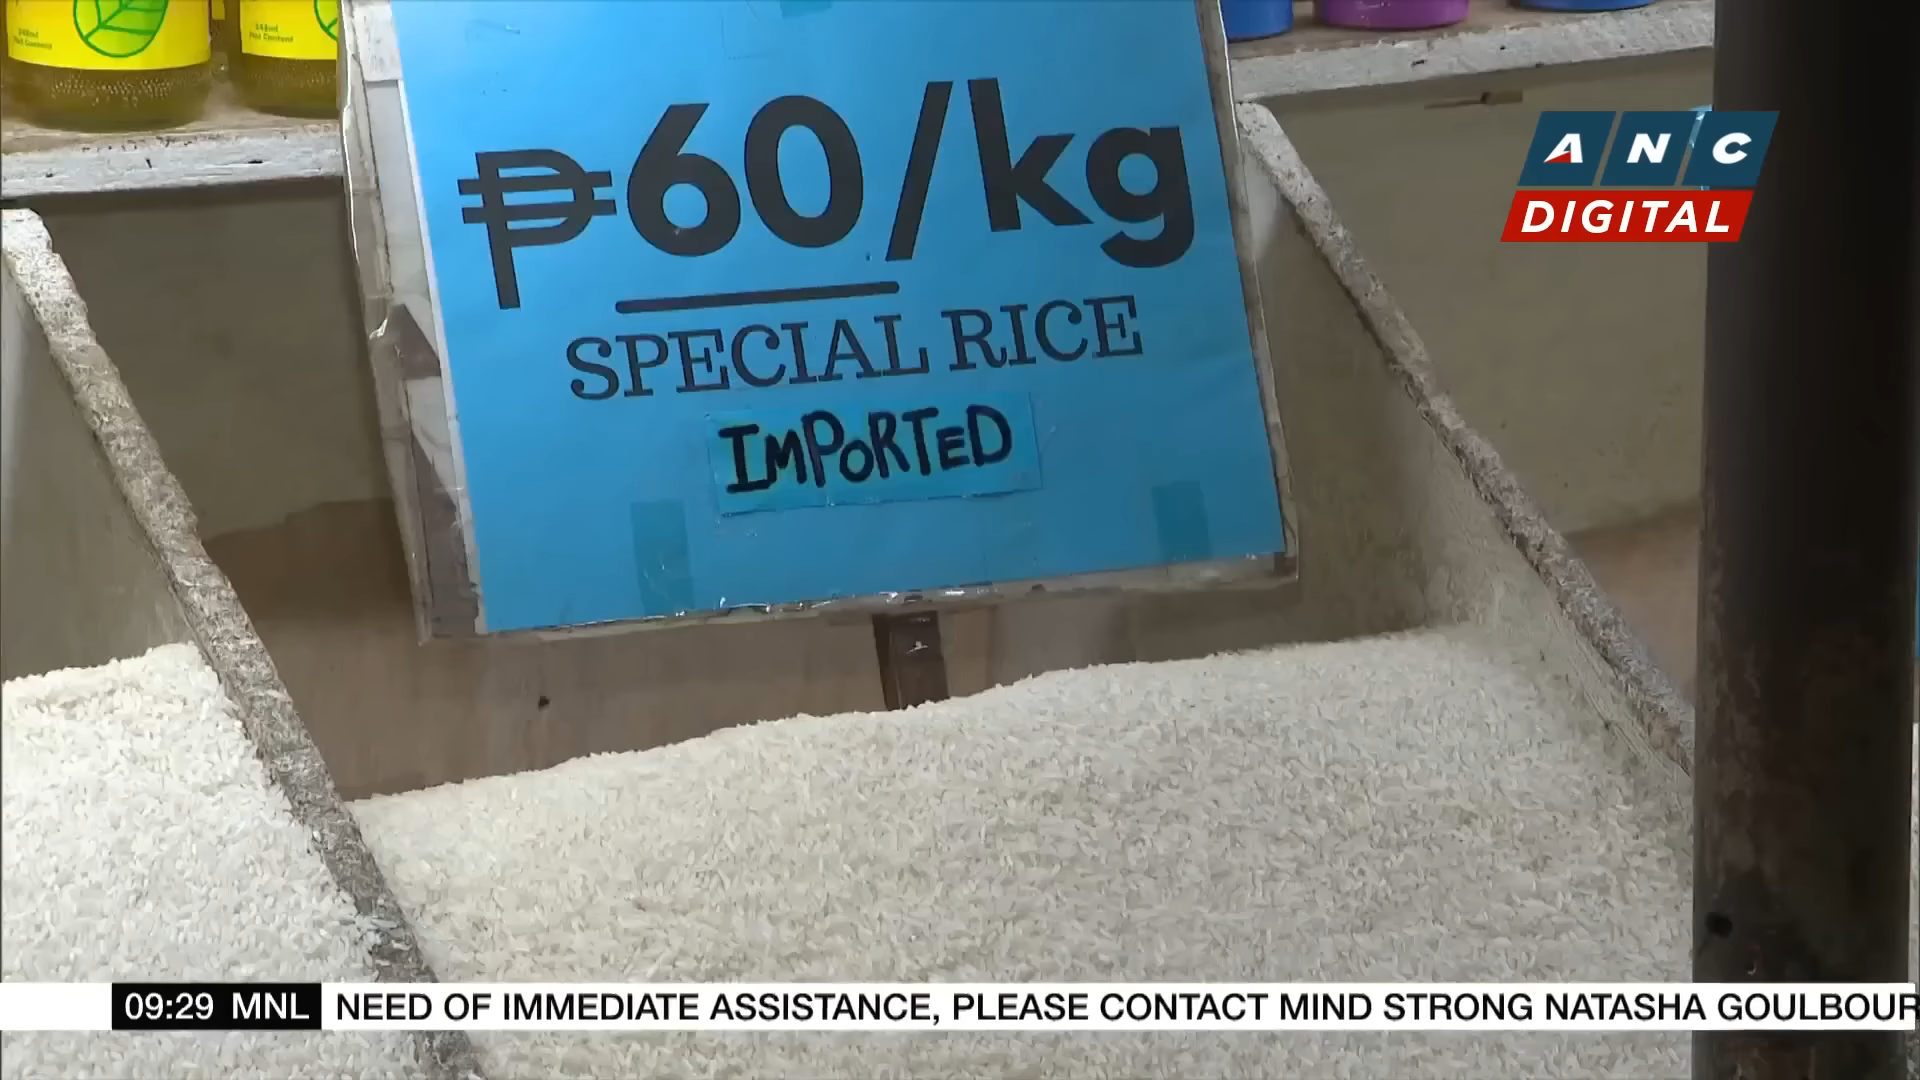 ₱60/kg
SPECIAL RICE
IMPORTED
ANC
DIGITAL
09:29 MNL NEED OF IMMEDIATE ASSISTANCE, PLEASE CONTACT MIND STRONG NATASHA GOULBOUR